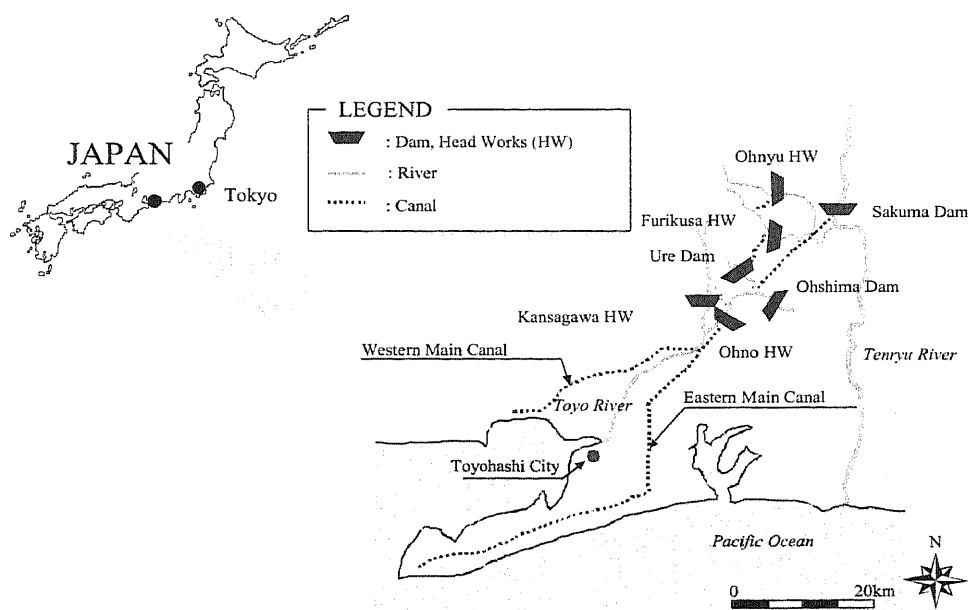 LEGEND
: Dam, Head Works (HW)
: River
: Canal
JAPAN
Tokyo
Ohnyu HW
Furikusa HW
Sakuma Dam
Ure Dam
Ohshima Dam
Kansagawa HW
Ohno HW
Tenryu River
Western Main Canal
Toyo River
Eastern Main Canal
Toyohashi City
Pacific Ocean
N
0 20km